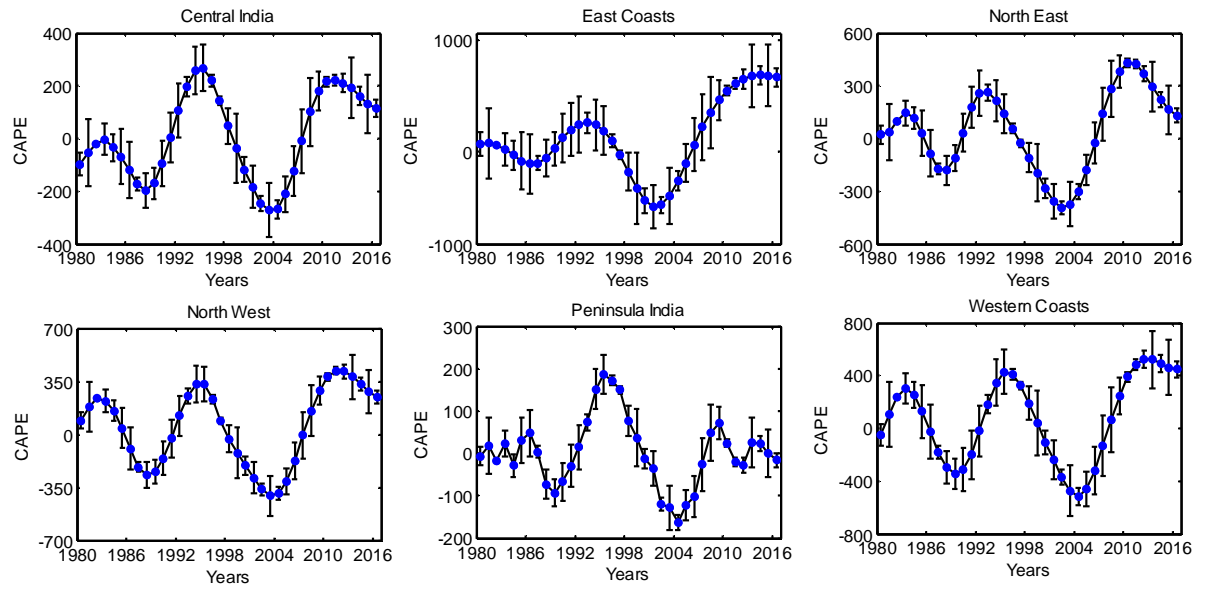 Central India
East Coasts
North East
CAPE
400
200
0
-200
-400
1980 1986 1992 1998 2004 2010 2016
Years
CAPE
1000
0
-1000
1980 1986 1992 1998 2004 2010 2016
Years
CAPE
600
300
0
-300
-600
1980 1986 1992 1998 2004 2010 2016
Years
North West
Peninsula India
Western Coasts
CAPE
700
350
0
-350
-700
1980 1986 1992 1998 2004 2010 2016
Years
CAPE
300
200
100
0
-100
-200
1980 1986 1992 1998 2004 2010 2016
Years
CAPE
800
400
0
-400
-800
1980 1986 1992 1998 2004 2010 2016
Years